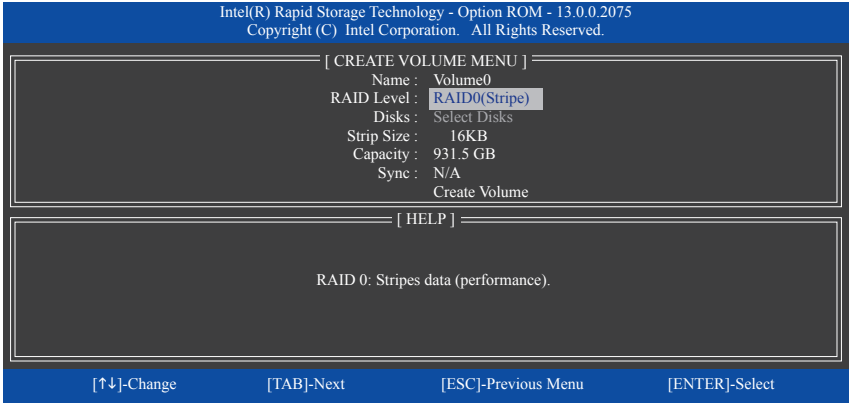 Intel(R) Rapid Storage Technology - Option ROM - 13.0.0.2075
Copyright (C) Intel Corporation. All Rights Reserved.
[ CREATE VOLUME MENU ]
Name : Volume0
RAID Level : RAID0(Stripe)
Disks : Select Disks
Strip Size : 16KB
Capacity : 931.5 GB
Sync : N/A
Create Volume
[ HELP ]
RAID 0: Stripes data (performance).
[↑↓]-Change [TAB]-Next [ESC]-Previous Menu [ENTER]-Select